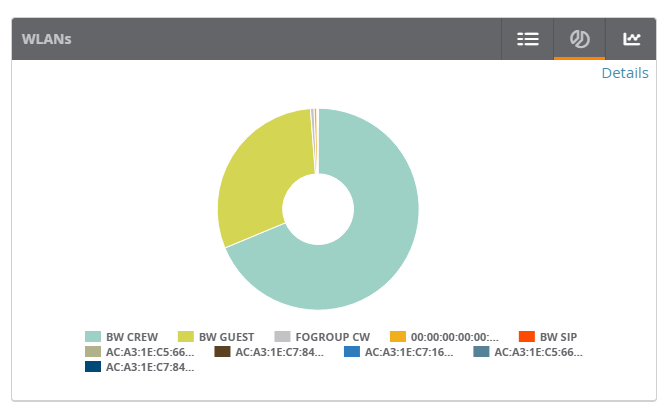 WLANs
Details
BW CREW BW GUEST FOGROUP CW 00:00:00:00:00:... BW SIP
AC:A3:1E:C5:66... AC:A3:1E:C7:84... AC:A3:1E:C7:16... AC:A3:1E:C5:66...
AC:A3:1E:C7:84...